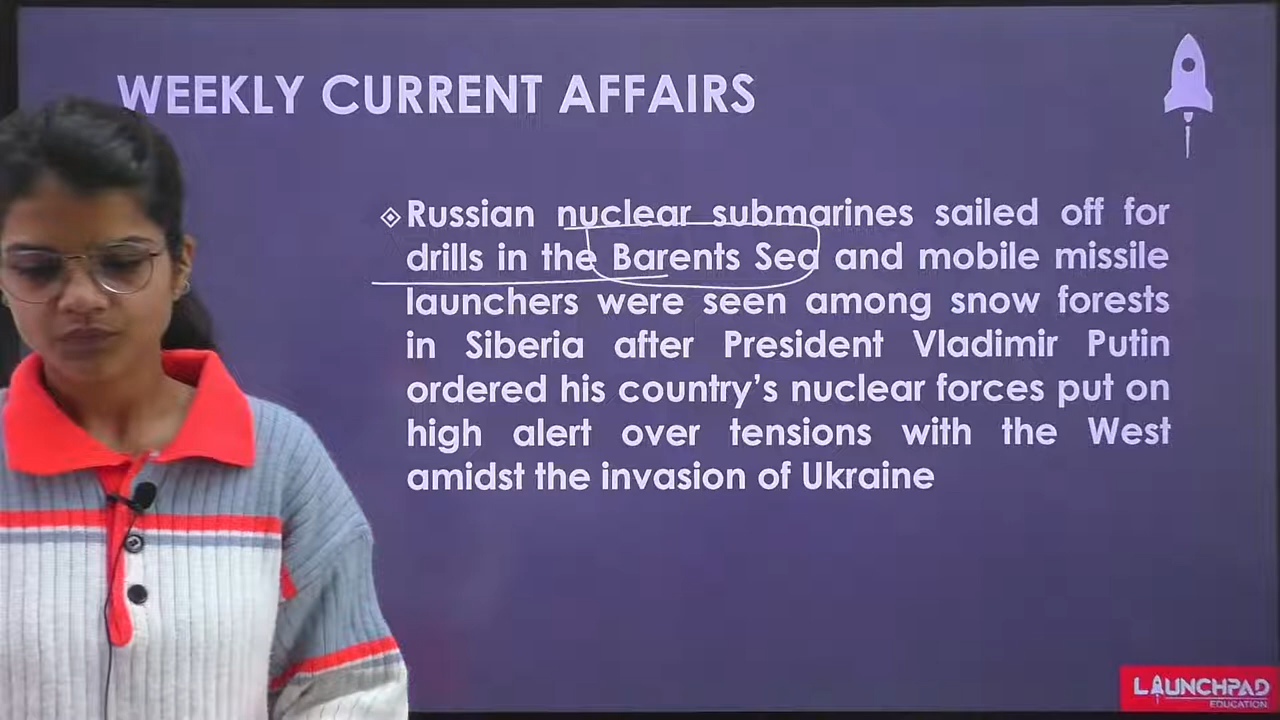 WEEKLY CURRENT AFFAIRS
Russian nuclear submarines sailed off for
drills in the Barents Sea and mobile missile
launchers were seen among snow forests
in Siberia after President Vladimir Putin
ordered his country's nuclear forces put on
high alert over tensions with the West
amidst the invasion of Ukraine
LAUNCHPAD
EDUCATION